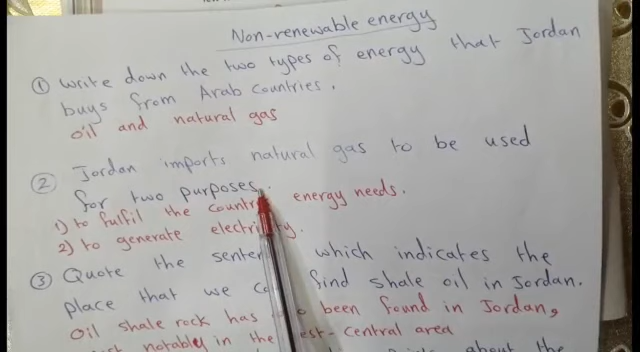 Non-renewable energy
① Write down the two types of energy that Jordan
buys from Arab Countries.
oil and natural gas
② Jordan imports natural gas to be used
for two purposes.
1) to fulfil the country energy needs.
2) to generate electricity.
③ Quote the sentence which indicates the
place that we can find shale oil in Jordan.
Oil shale rock has been found in Jordan,
notably in the central area
about the